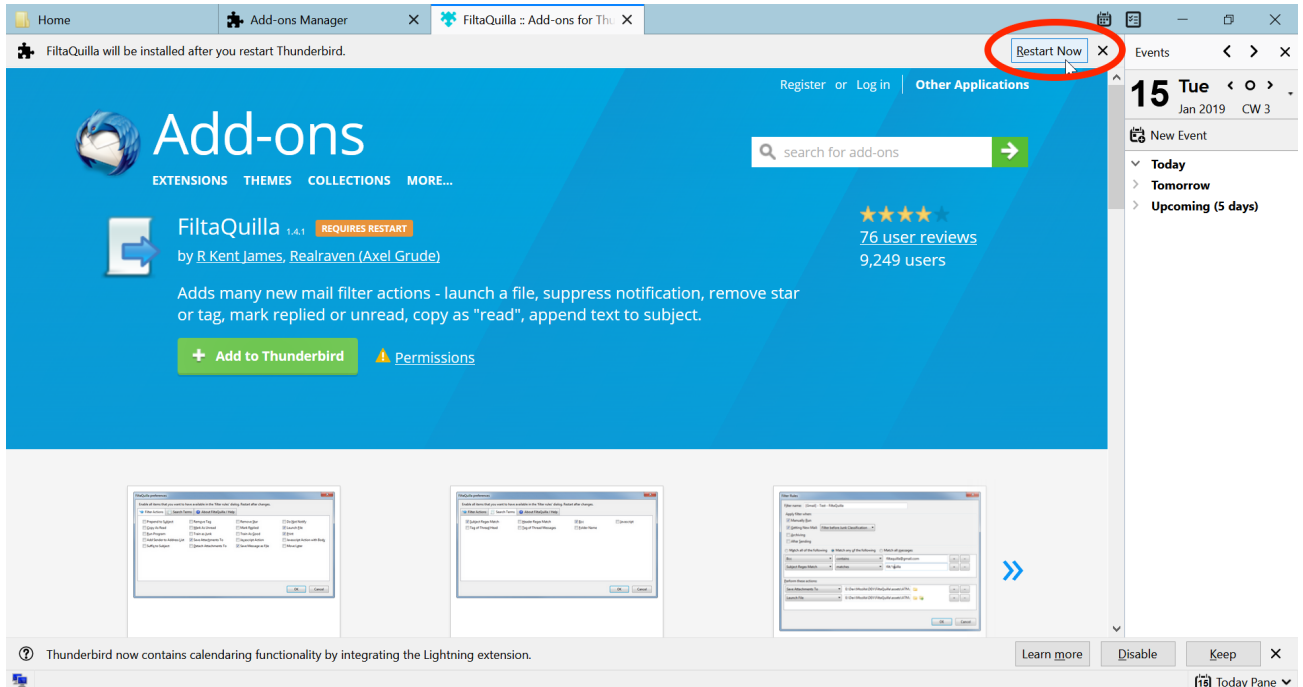 Home
Add-ons Manager
FiltaQuilla :: Add-ons for Thu
FiltaQuilla will be installed after you restart Thunderbird.
Restart Now
Events
15 Tue
Jan 2019 CW 3
New Event
Today
Tomorrow
Upcoming (5 days)
Register or Log in Other Applications
Add-ons
search for add-ons
EXTENSIONS THEMES COLLECTIONS MORE...
FiltaQuilla 1.4.1 REQUIRES RESTART
by R Kent James, Realraven (Axel Grude)
76 user reviews
9,249 users
Adds many new mail filter actions - launch a file, suppress notification, remove star
or tag, mark replied or unread, copy as "read", append text to subject.
+ Add to Thunderbird
Permissions
Thunderbird now contains calendaring functionality by integrating the Lightning extension.
Learn more
Disable
Keep
15 Today Pane